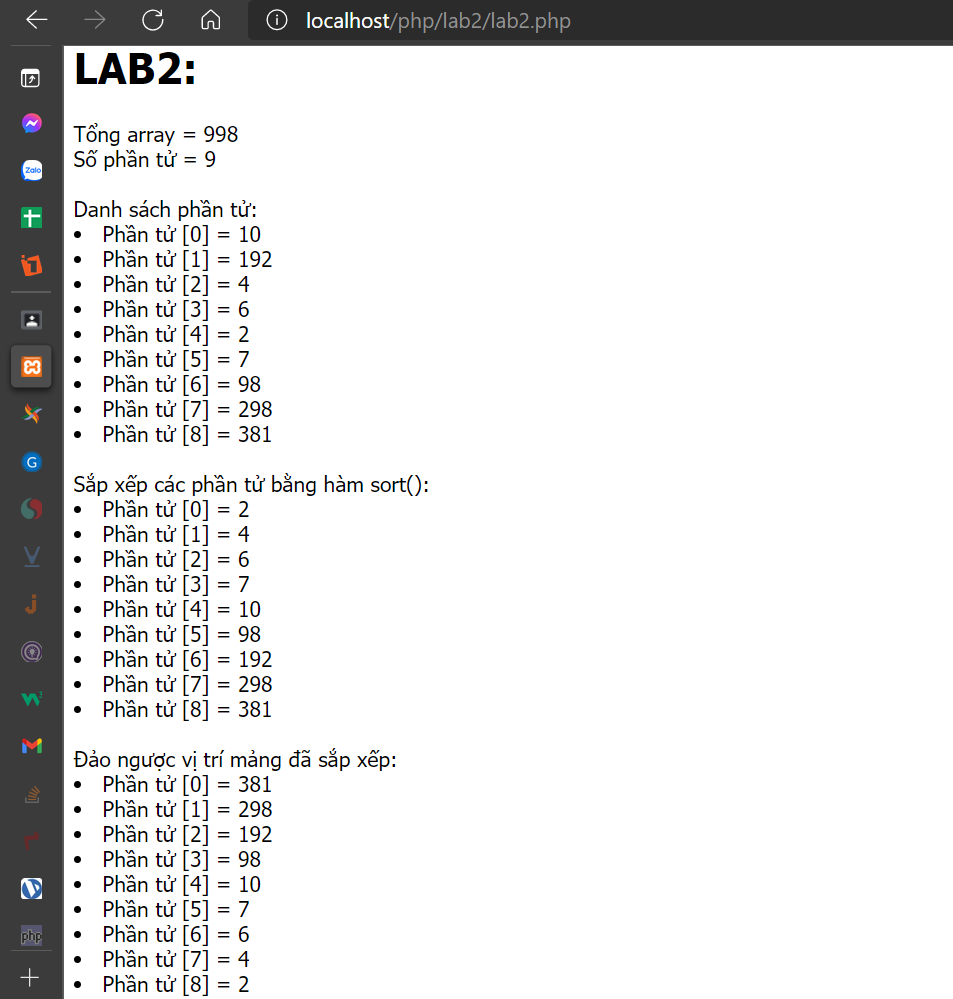 localhost/php/lab2/lab2.php
LAB2:
Tổng array = 998
Số phần tử = 9
Danh sách phần tử:
• Phần tử [0] = 10
• Phần tử [1] = 192
• Phần tử [2] = 4
• Phần tử [3] = 6
• Phần tử [4] = 2
• Phần tử [5] = 7
• Phần tử [6] = 98
• Phần tử [7] = 298
• Phần tử [8] = 381
Sắp xếp các phần tử bằng hàm sort():
• Phần tử [0] = 2
• Phần tử [1] = 4
• Phần tử [2] = 6
• Phần tử [3] = 7
• Phần tử [4] = 10
• Phần tử [5] = 98
• Phần tử [6] = 192
• Phần tử [7] = 298
• Phần tử [8] = 381
Đảo ngược vị trí mảng đã sắp xếp:
• Phần tử [0] = 381
• Phần tử [1] = 298
• Phần tử [2] = 192
• Phần tử [3] = 98
• Phần tử [4] = 10
• Phần tử [5] = 7
• Phần tử [6] = 6
• Phần tử [7] = 4
• Phần tử [8] = 2
Zalo
G
php